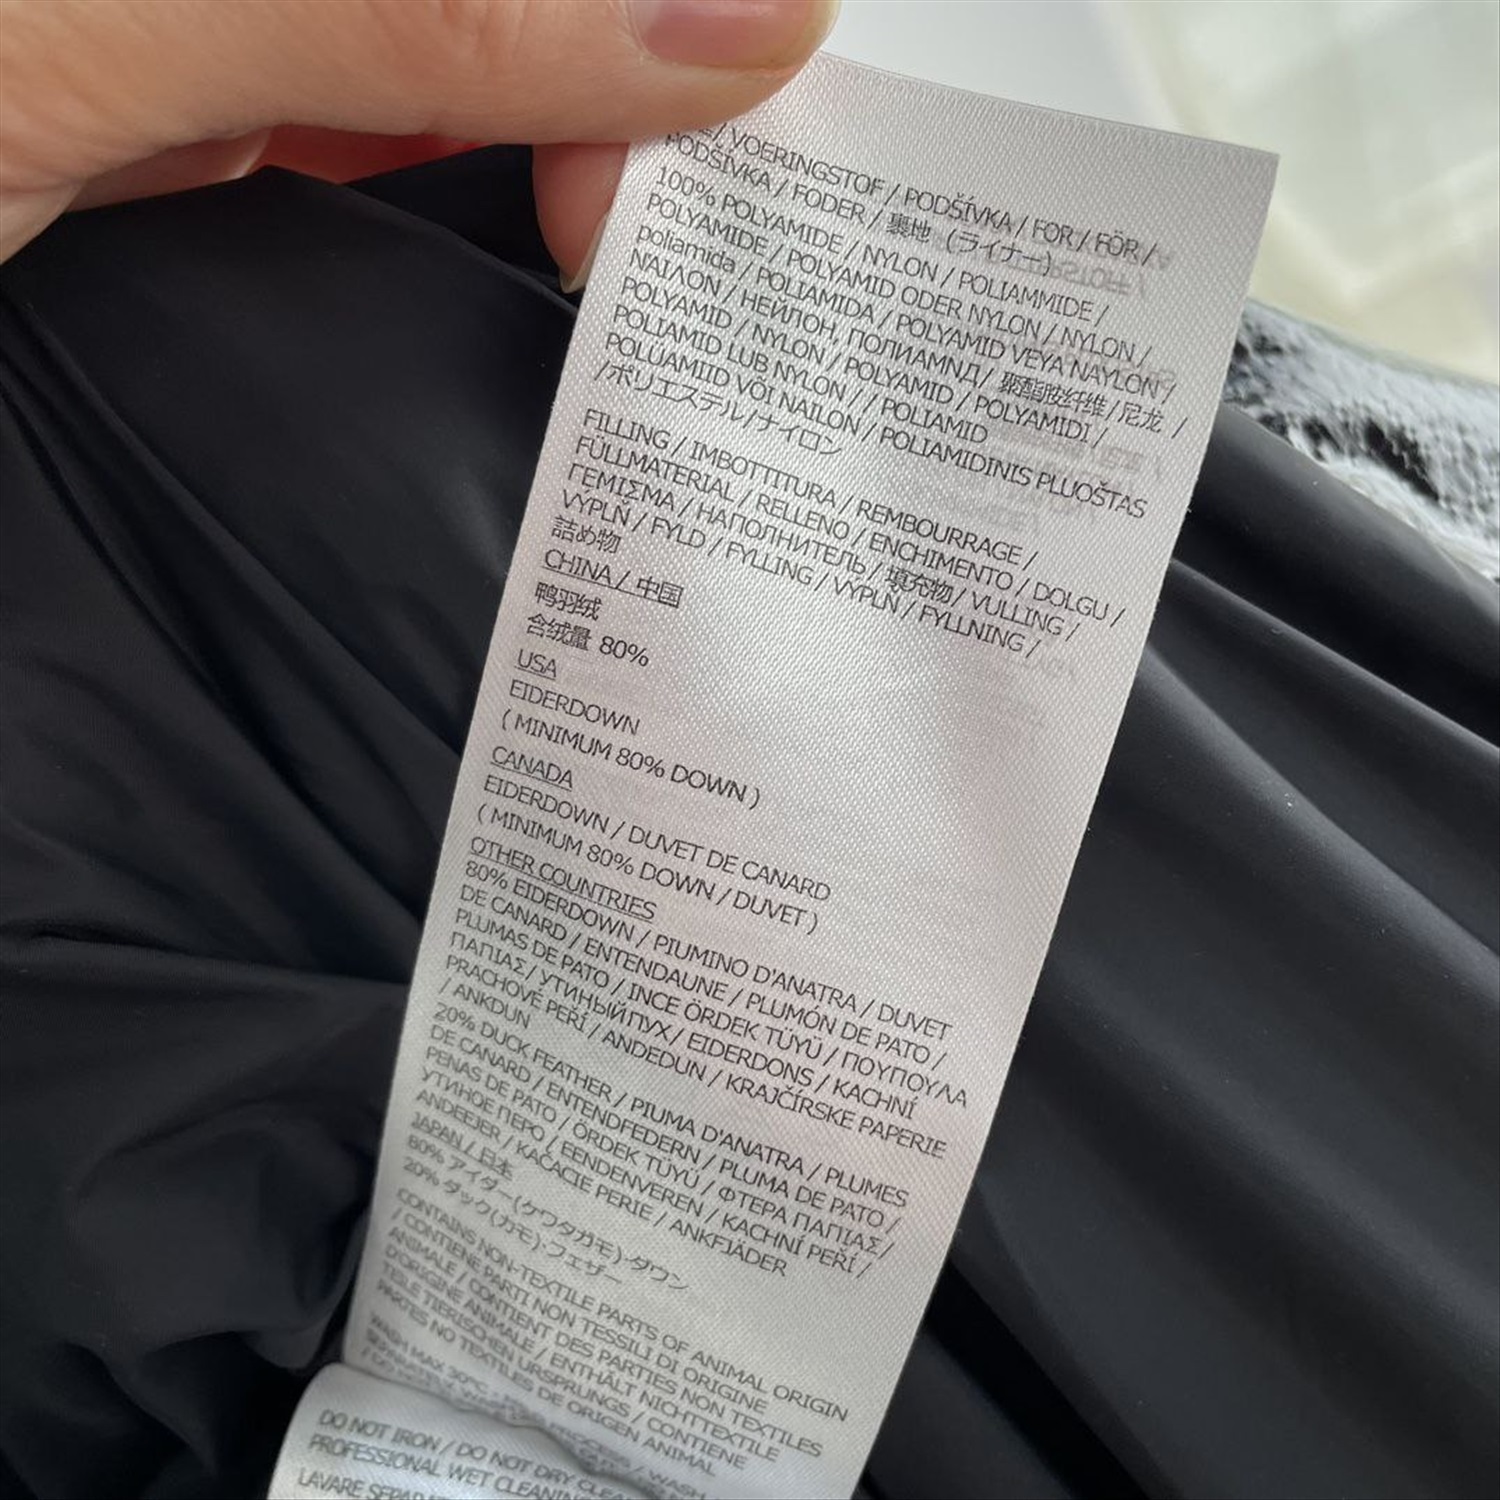 / VOERINGSTOF / PODŠÍVKA / FOR / FÖR /
PODŠÍVKA / FODER / 裏地 (ライナー)
100% POLYAMIDE / NYLON / POLIAMMIDE /
POLYAMIDE / POLYAMID ODER NYLON / NYLON /
poliamida / POLIAMIDA / POLYAMID VEYA NAYLON /
ΝΑΙΛΟΝ / НЕЙЛОН, ПОЛИАМИД/ 聚酯胺纤维/尼龙 /
POLYAMID / NYLON / POLYAMID / POLYAMIDI /
POLIAMID LUB NYLON / / POLIAMID
POLÜAMIID VÕI NAILON / POLIAMIDINIS PLUOŠTAS
/ポリエステル/ナイロン
FILLING / IMBOTTITURA / REMBOURRAGE /
FÜLLMATERIAL / RELLENO / ENCHIMENTO / DOLGU /
ΓΕΜΙΣΜΑ / НАПОЛНИТЕЛЬ / 填充物/ VULLING /
VÝPLŇ / FYLD / FYLLING / VÝPLŇ / FYLLNING /
詰め物
CHINA / 中国
鸭羽绒
含绒量 80%
USA
EIDERDOWN
( MINIMUM 80% DOWN )
CANADA
EIDERDOWN / DUVET DE CANARD
( MINIMUM 80% DOWN / DUVET )
OTHER COUNTRIES
80% EIDERDOWN / PIUMINO D'ANATRA / DUVET
DE CANARD / ENTENDAUNE / PLUMÓN DE PATO /
PLUMAS DE PATO / INCE ÖRDEK TÜYÜ / ΠΟΥΠΟΥΛΑ
ΠΑΠΙΑΣ / УТИНЫЙ ПУХ/ EIDERDONS / KACHNÍ
PRACHOVÉ PEŘÍ / ANDEDUN / KRAJČÍRSKE PAPERIE
/ ANKDUN
20% DUCK FEATHER / PIUMA D'ANATRA / PLUMES
DE CANARD / ENTENDFEDERN / PLUMA DE PATO /
PENAS DE PATO / ÖRDEK TÜYÜ / ΦΤΕΡΑ ΠΑΠΙΑΣ /
УТИНОЕ ПЕРО / EENDENVEREN / KACHNÍ PEŘÍ /
ANDEFJER / KAČACIE PERIE / ANKFJÄDER
JAPAN / 日本
80% アイダー(ケワタガモ)·ダウン
20% ダック(カモ)·フェザー
CONTAINS NON-TEXTILE PARTS OF ANIMAL ORIGIN
/ CONTIENE PARTI NON TESSILI DI ORIGINE
ANIMALE / CONTIENT DES PARTIES NON TEXTILES
D'ORIGINE ANIMALE / ENTHÄLT NICHTTEXTILE
TEILE TIERISCHEN URSPRUNGS / CONTIENE
PARTES NO TEXTILES DE ORIGEN ANIMAL
WASH MAX 30°C / WASH
DO NOT IRON / DO NOT DRY
PROFESSIONAL WET CLEANING
LAVARE